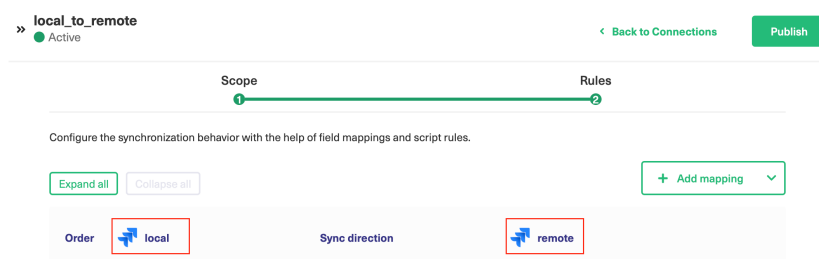 local_to_remote
Active
Back to Connections
Publish
Scope
Rules
1
2
Configure the synchronization behavior with the help of field mappings and script rules.
Expand all
Collapse all
+ Add mapping
Order
local
Sync direction
remote